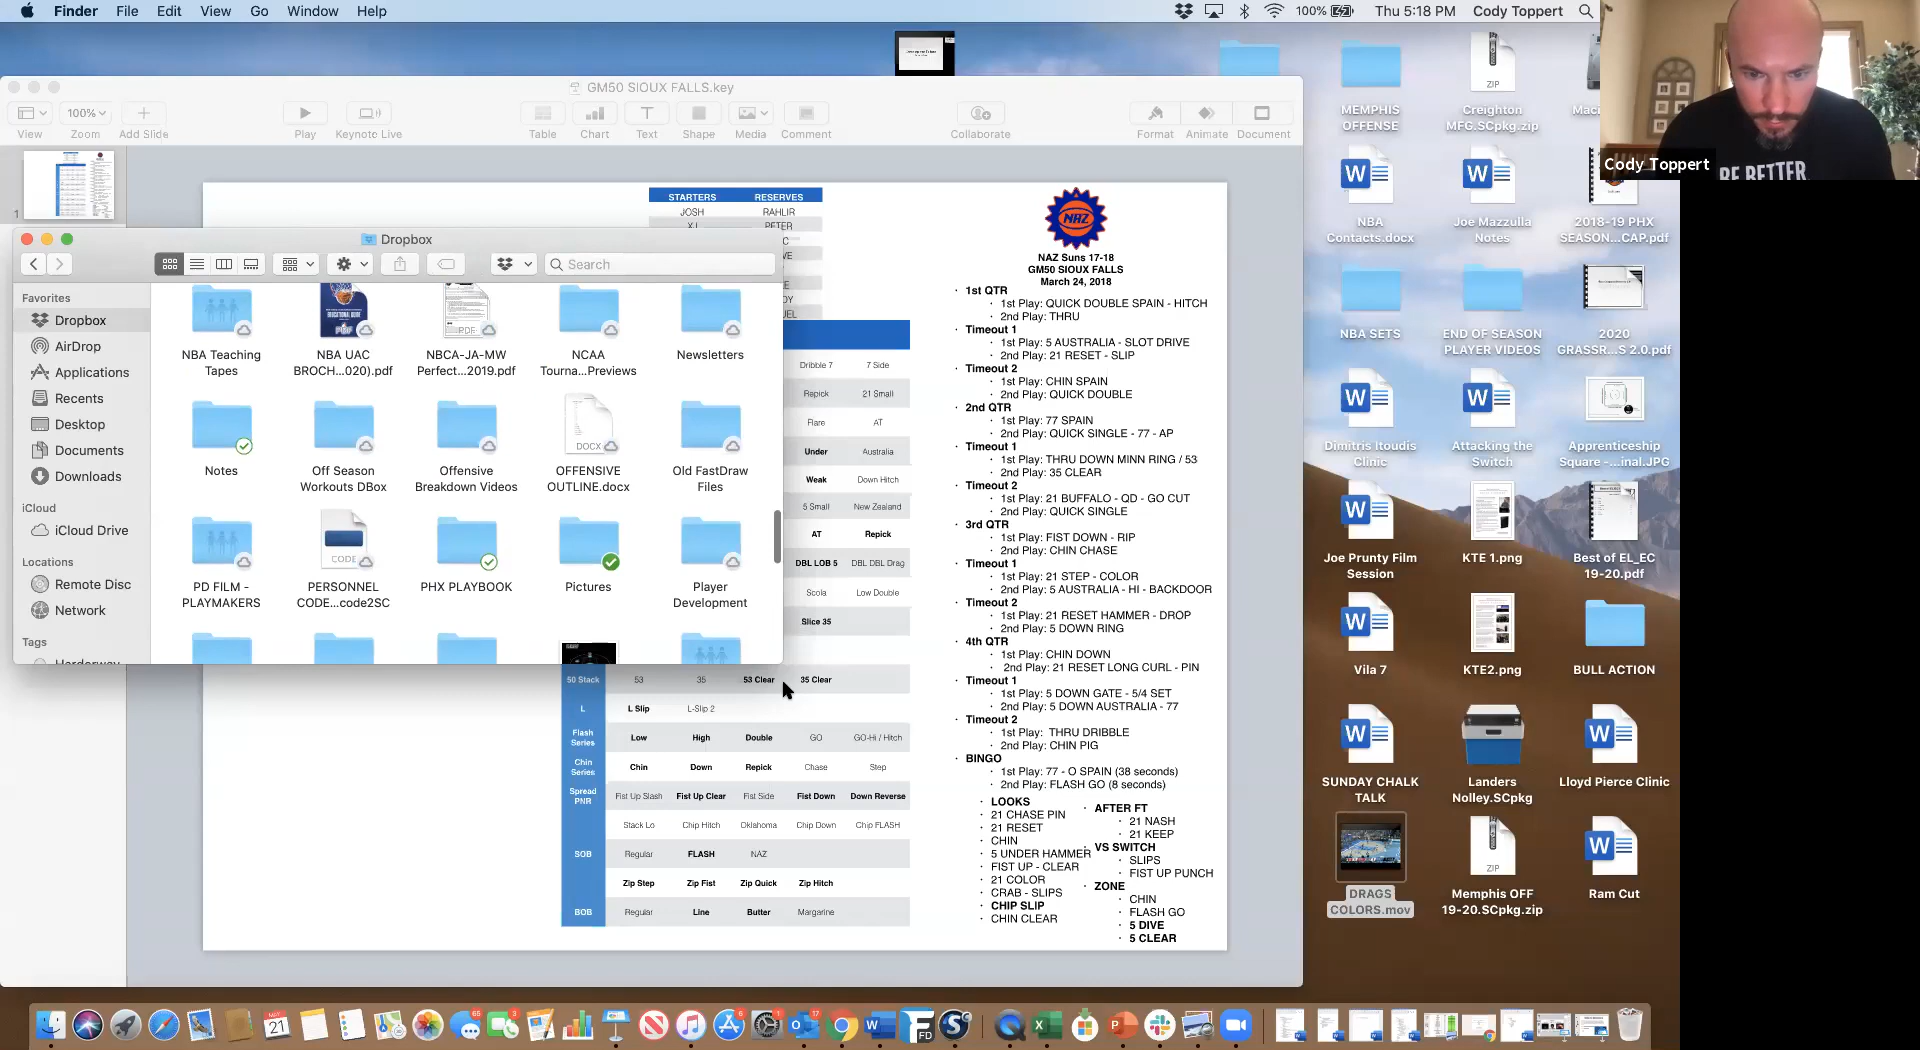 Finder File Edit View Go Window Help
100% Thu 5:18 PM Cody Toppert
GM50 SIOUX FALLS.key
100%
View Zoom Add Slide Play Keynote Live Table Chart Text Shape Media Comment Collaborate Format Animate Document
1
STARTERS RESERVES
JOSH RAHLIR
XJ PETER
NAZ
NAZ Suns 17-18
GM50 SIOUX FALLS
March 24, 2018
· 1st QTR
· 1st Play: QUICK DOUBLE SPAIN - HITCH
· 2nd Play: THRU
· Timeout 1
· 1st Play: 5 AUSTRALIA - SLOT DRIVE
· 2nd Play: 21 RESET - SLIP
· Timeout 2
· 1st Play: CHIN SPAIN
· 2nd Play: QUICK DOUBLE
· 2nd QTR
· 1st Play: 77 SPAIN
· 2nd Play: QUICK SINGLE - 77 - AP
· Timeout 1
· 1st Play: THRU DOWN MINN RING / 53
· 2nd Play: 35 CLEAR
· Timeout 2
· 1st Play: 21 BUFFALO - QD - GO CUT
· 2nd Play: QUICK SINGLE
· 3rd QTR
· 1st Play: FIST DOWN - RIP
· 2nd Play: CHIN CHASE
· Timeout 1
· 1st Play: 21 STEP - COLOR
· 2nd Play: 5 AUSTRALIA - HI - BACKDOOR
· Timeout 2
· 1st Play: 21 RESET HAMMER - DROP
· 2nd Play: 5 DOWN RING
· 4th QTR
· 1st Play: CHIN DOWN
· 2nd Play: 21 RESET LONG CURL - PIN
· Timeout 1
· 1st Play: 5 DOWN GATE - 5/4 SET
· 2nd Play: 5 DOWN AUSTRALIA - 77
· Timeout 2
· 1st Play: THRU DRIBBLE
· 2nd Play: CHIN PIG
· BINGO
· 1st Play: 77 - O SPAIN (38 seconds)
· 2nd Play: FLASH GO (8 seconds)
· LOOKS
· 21 CHASE PIN
· 21 RESET
· CHIN
· 5 UNDER HAMMER
· FIST UP - CLEAR
· 21 COLOR
· CRAB - SLIPS
· CHIP SLIP
· CHIN CLEAR
· AFTER FT
· 21 NASH
· 21 KEEP
· VS SWITCH
· SLIPS
· FIST UP PUNCH
· ZONE
· CHIN
· FLASH GO
· 5 DIVE
· 5 CLEAR
Dribble 7 7 Side
Repick 21 Small
Flare AT
Under Australia
Weak Down Hitch
5 Small New Zealand
AT Repick
DBL LOB 5 DBL DBL Drag
Scola Low Double
Slice 35
50 Stack 53 35 53 Clear 35 Clear
L L Slip L-Slip 2
Flash Series Low High Double GO GO-Hi / Hitch
Chin Series Chin Down Repick Chase Step
Spread PNR Fist Up Slash Fist Up Clear Fist Side Fist Down Down Reverse
Stack Lo Chip Hitch Oklahoma Chip Down Chip FLASH
SOB Regular FLASH NAZ
Zip Step Zip Fist Zip Quick Zip Hitch
BOB Regular Line Butter Margarine
Dropbox
Search
Favorites
Dropbox
AirDrop
Applications
Recents
Desktop
Documents
Downloads
iCloud
iCloud Drive
Locations
Remote Disc
Network
Tags
NBA Teaching Tapes
NBA UAC BROCH...020).pdf
NBCA-JA-MW Perfect...2019.pdf
NCAA Tourna...Previews
Newsletters
Notes
Off Season Workouts DBox
Offensive Breakdown Videos
DOCX
OFFENSIVE OUTLINE.docx
Old FastDraw Files
PD FILM - PLAYMAKERS
CODE
PERSONNEL CODE...code2SC
PHX PLAYBOOK
Pictures
Player Development
MEMPHIS OFFENSE
ZIP
Creighton MFG.SCpkg.zip
NBA Contacts.docx
Joe Mazzulla Notes
2018-19 PHX SEASON...CAP.pdf
NBA SETS
END OF SEASON PLAYER VIDEOS
2020 GRASSR...S 2.0.pdf
Dimitris Itoudis Clinic
Attacking the Switch
Apprenticeship Square -...inal.JPG
Joe Prunty Film Session
KTE 1.png
Best of EL_EC 19-20.pdf
Vila 7
KTE2.png
BULL ACTION
SUNDAY CHALK TALK
Landers Nolley.SCpkg
Lloyd Pierce Clinic
DRAGS COLORS.mov
ZIP
Memphis OFF 19-20.SCpkg.zip
Ram Cut
Cody Toppert
BE BETTER.